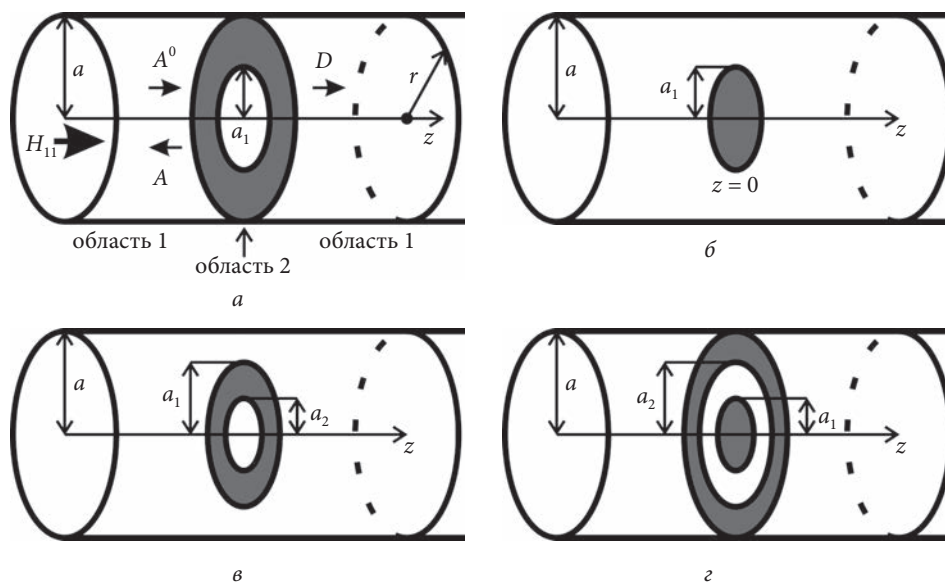 a
A⁰
D
r
a₁
z
H₁₁
A
область 1
область 1
область 2
а
a
a₁
z
z = 0
б
a
a₁
a₂
z
в
a
a₂
a₁
z
г